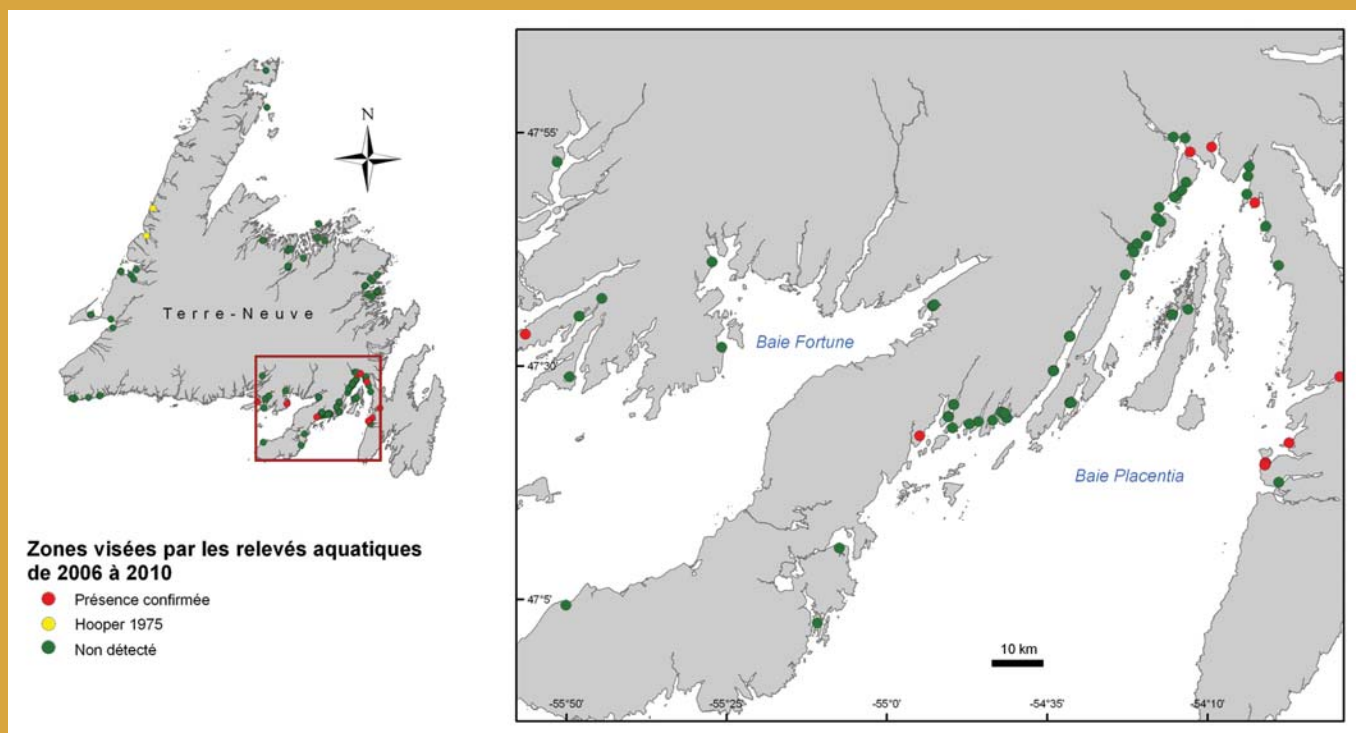 N
Terre-Neuve
Zones visées par les relevés aquatiques
de 2006 à 2010
Présence confirmée
Hooper 1975
Non détecté
47°55'
47°30'
47°5'
Baie Fortune
Baie Placentia
10 km
-55°50'
-55°25'
-55°0'
-54°35'
-54°10'